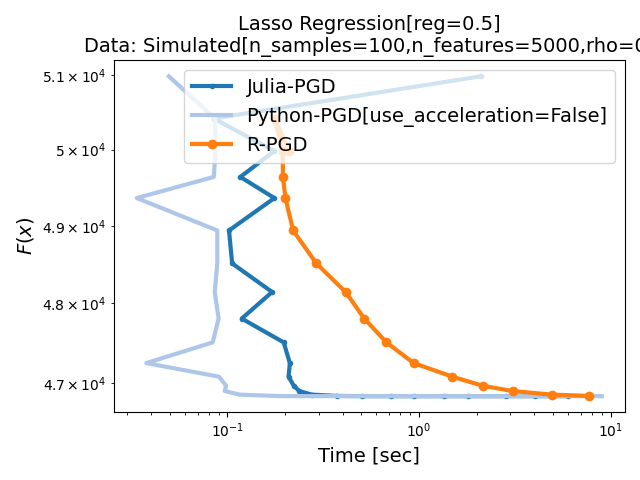 Lasso Regression[reg=0.5]
Data: Simulated[n_samples=100,n_features=5000,rho=0
Julia-PGD
Python-PGD[use_acceleration=False]
R-PGD
5.1 × 10⁴
5 × 10⁴
4.9 × 10⁴
4.8 × 10⁴
4.7 × 10⁴
F(x)
10⁻¹
10⁰
10¹
Time [sec]